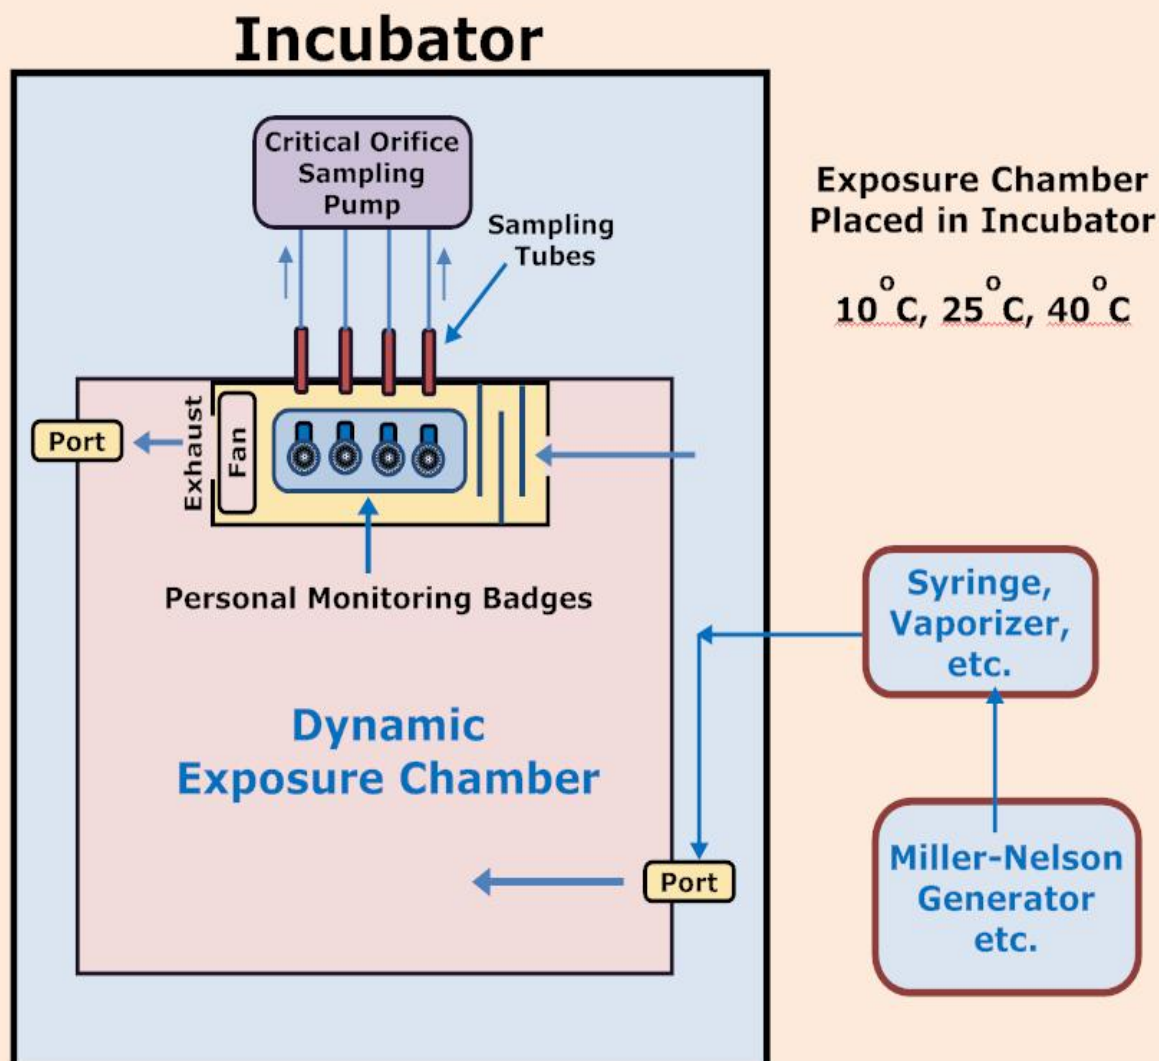 Incubator
Critical Orifice
Sampling
Pump
Sampling
Tubes
Exposure Chamber
Placed in Incubator
10°C, 25°C, 40°C
Port
Exhaust
Fan
Personal Monitoring Badges
Syringe,
Vaporizer,
etc.
Dynamic
Exposure Chamber
Port
Miller-Nelson
Generator
etc.